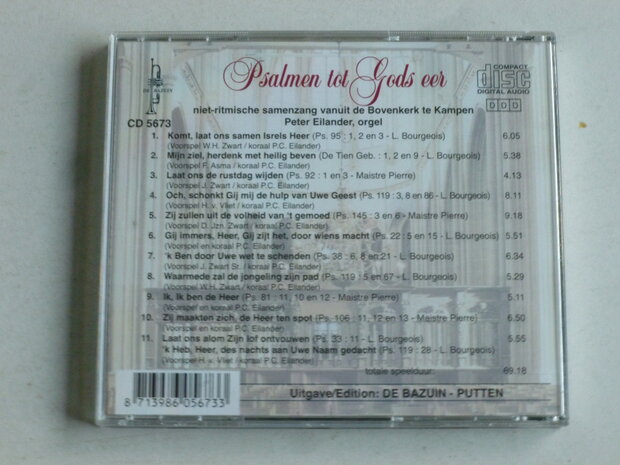 Psalmen tot Gods eer
COMPACT
disc
DIGITAL AUDIO
DDD
DE BAZUIN
CD 5673
niet-ritmische samenzang vanuit de Bovenkerk te Kampen
Peter Eilander, orgel
1. Komt, laat ons samen Isrels Heer (Ps. 95 : 1, 2 en 3 - L. Bourgeois) 6.05
(Voorspel W.H. Zwart / koraal P.C. Eilander)
2. Mijn ziel, herdenk met heilig beven (De Tien Geb. : 1, 2 en 9 - L. Bourgeois) 5.38
(Voorspel F. Asma / koraal P.C. Eilander)
3. Laat ons de rustdag wijden (Ps. 92 : 1 en 3 - Maistre Pierre) 4.13
(Voorspel J. Zwart / koraal P.C. Eilander)
4. Och, schonkt Gij mij de hulp van Uwe Geest (Ps. 119 : 3, 8 en 86 - L. Bourgeois) 8.11
(Voorspel H. v. Vliet / koraal P.C. Eilander)
5. Zij zullen uit de volheid van 't gemoed (Ps. 145 : 3 en 6 - Maistre Pierre) 9.18
(Voorspel D. Jzn. Zwart / koraal P.C. Eilander)
6. Gij immers, Heer, Gij zijt het, door wiens macht (Ps. 22 : 5 en 15 - L. Bourgeois) 5.51
(Voorspel en koraal P.C. Eilander)
7. 'k Ben door Uwe wet te schenden (Ps. 38 : 6, 8 en 21 - L. Bourgeois) 6.34
(Voorspel J. Zwart Sr. / koraal P.C. Eilander)
8. Waarmede zal de jongeling zijn pad (Ps. 119 : 5 en 67 - L. Bourgeois) 5.29
(Voorspel W.H. Zwart / koraal P.C. Eilander)
9. Ik, Ik ben de Heer (Ps. 81 : 11, 10 en 12 - Maistre Pierre) 5.11
(Voorspel en koraal P.C. Eilander)
10. Zij maakten zich, de Heer ten spot (Ps. 106 : 11, 12 en 13 - Maistre Pierre) 6.50
(Voorspel en koraal P.C. Eilander)
11. Laat ons alom Zijn lof ontvouwen (Ps. 33 : 11 - L. Bourgeois) 5.55
'k Heb, Heer, des nachts aan Uwe Naam gedacht (Ps. 119 : 28 - L. Bourgeois)
(Voorspel H. v. Vliet / koraal P.C. Eilander)
totale speelduur: 69.18
Uitgave/Edition: DE BAZUIN - PUTTEN
8 713986 056733